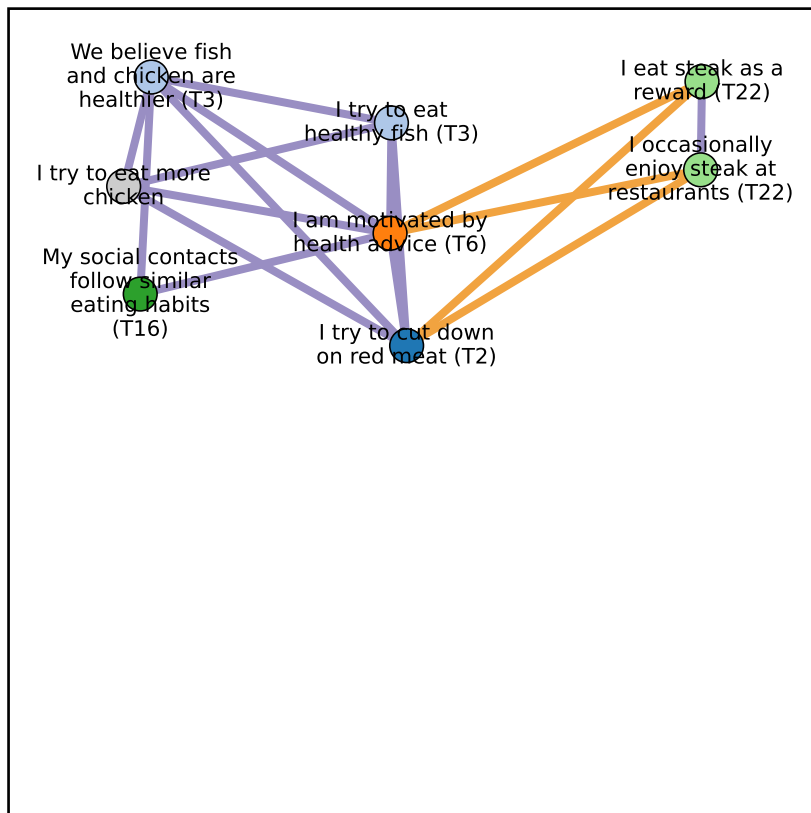 We believe fish
and chicken are
healthier (T3)
I eat steak as a
reward (T22)
I try to eat
healthy fish (T3)
I occasionally
enjoy steak at
restaurants (T22)
I try to eat more
chicken
I am motivated by
health advice (T6)
My social contacts
follow similar
eating habits
(T16)
I try to cut down
on red meat (T2)